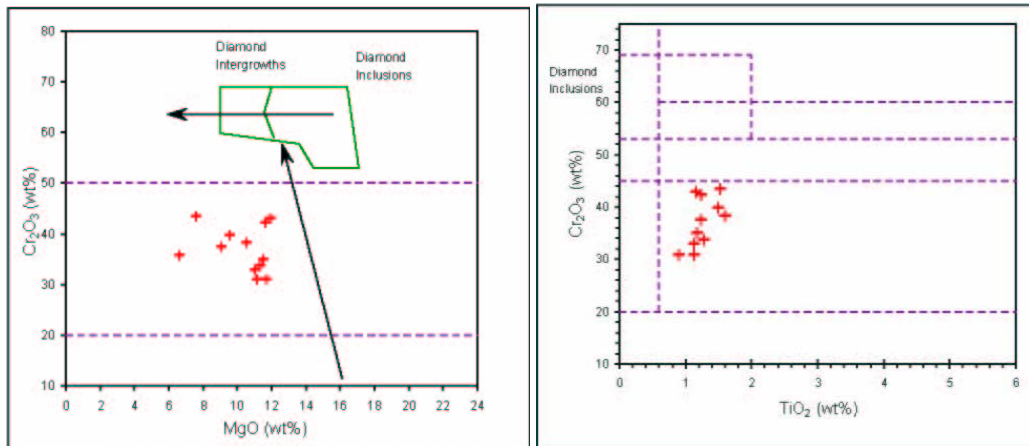 Diamond
Intergrowths
Diamond
Inclusions
80
70
60
50
40
30
20
10
Cr₂O₃ (wt%)
0 2 4 6 8 10 12 14 16 18 20 22 24
MgO (wt%)
Diamond
Inclusions
70
60
50
40
30
20
10
Cr₂O₃ (wt%)
0 1 2 3 4 5 6
TiO₂ (wt%)